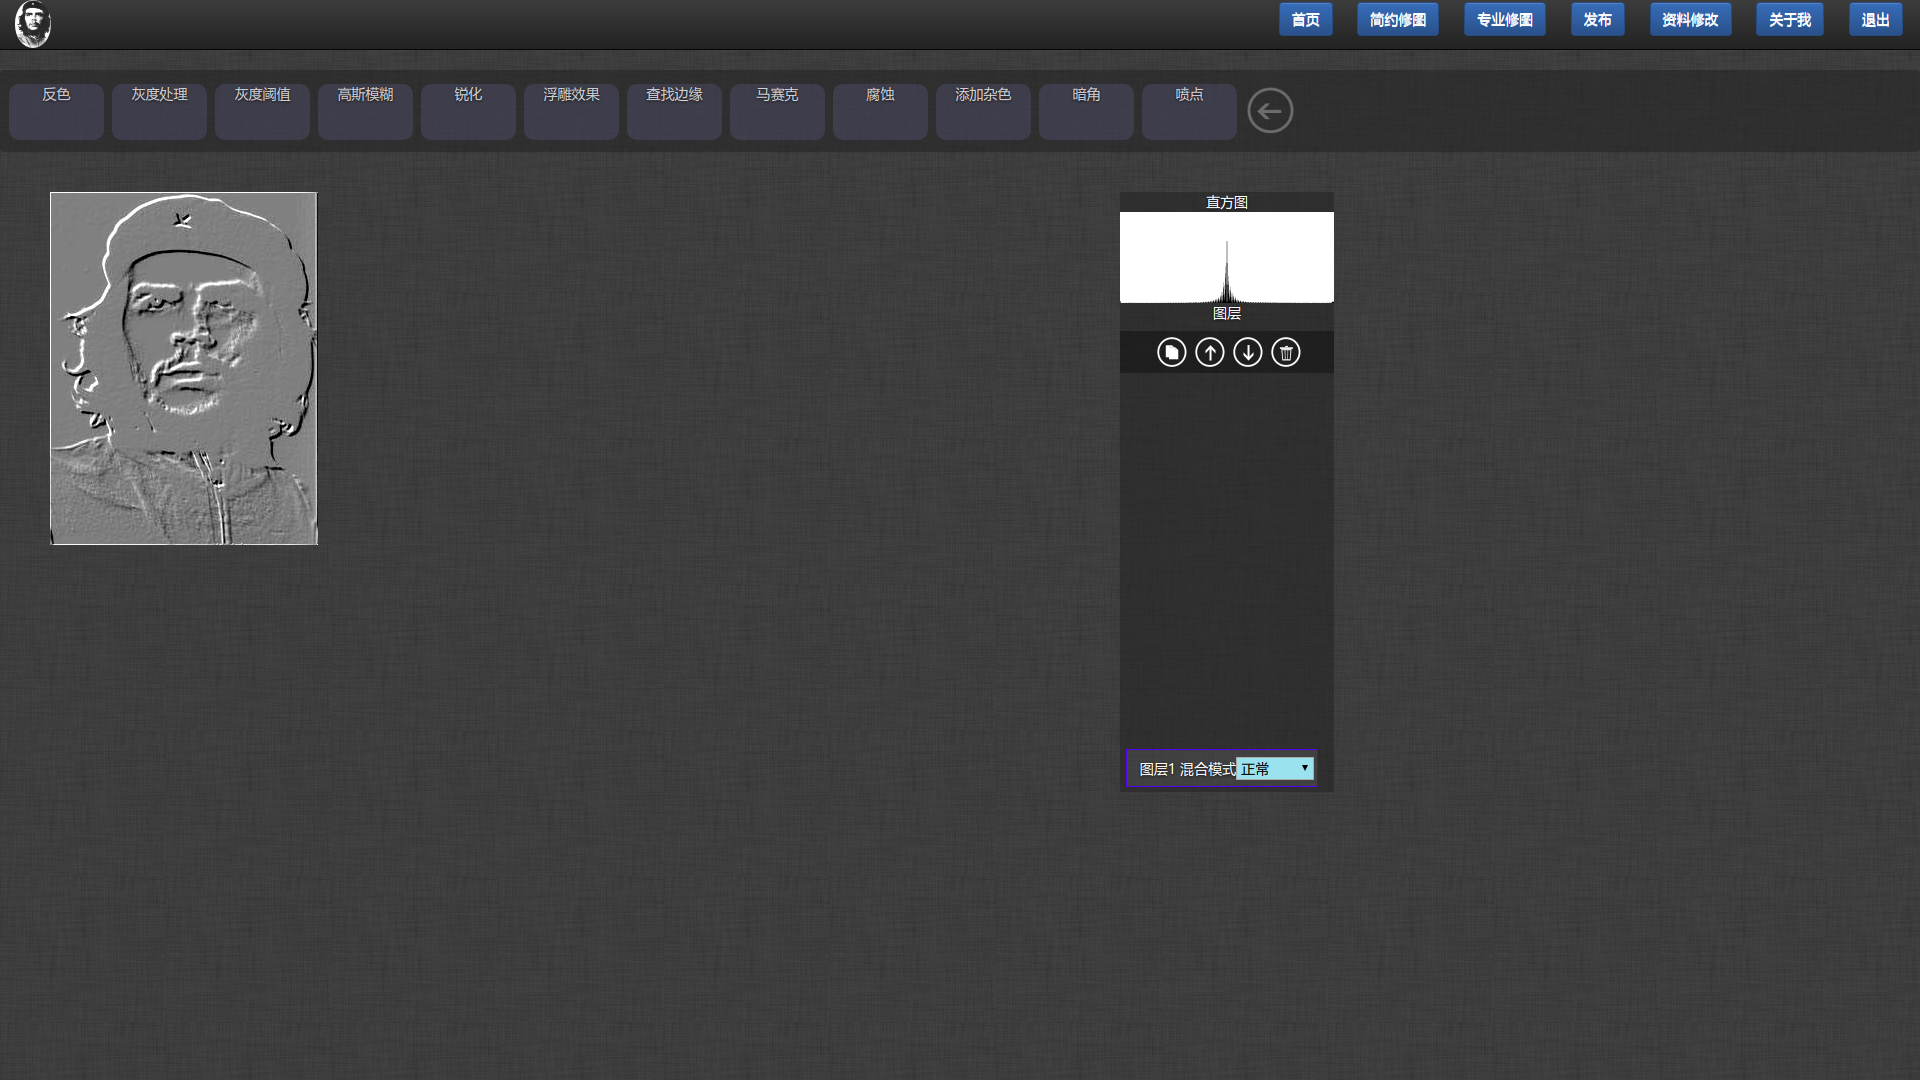 首页 简约修图 专业修图 发布 资料修改 关于我 退出
反色 灰度处理 灰度阈值 高斯模糊 锐化 浮雕效果 查找边缘 马赛克 腐蚀 添加杂色 暗角 喷点
直方图
图层
图层1 混合模式 正常